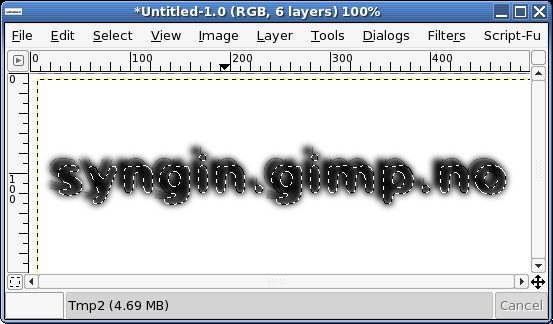 *Untitled-1.0 (RGB, 6 layers) 100%
File Edit Select View Image Layer Tools Dialogs Filters Script-Fu
0 100 200 300 400
0
100
syngin.gimp.no
Tmp2 (4.69 MB) Cancel